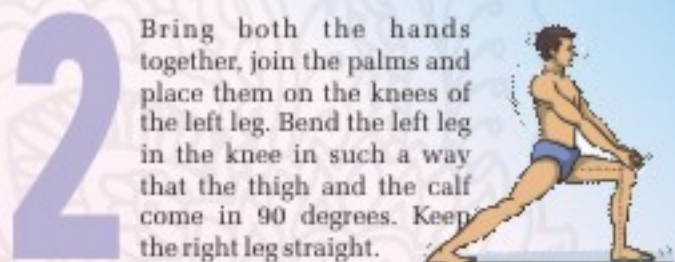 2
Bring both the hands
together, join the palms and
place them on the knees of
the left leg. Bend the left leg
in the knee in such a way
that the thigh and the calf
come in 90 degrees. Keep
the right leg straight.